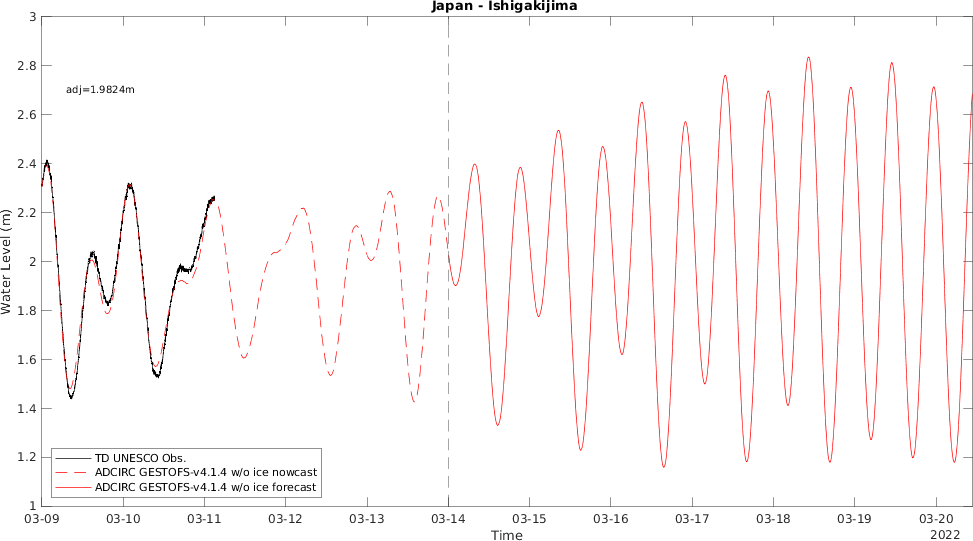 Japan - Ishigakijima
3
2.8
adj=1.9824m
2.6
2.4
2.2
2
1.8
1.6
1.4
1.2
1
Water Level (m)
TD UNESCO Obs.
ADCIRC GESTOFS-v4.1.4 w/o ice nowcast
ADCIRC GESTOFS-v4.1.4 w/o ice forecast
03-09 03-10 03-11 03-12 03-13 03-14 03-15 03-16 03-17 03-18 03-19 03-20
2022
Time